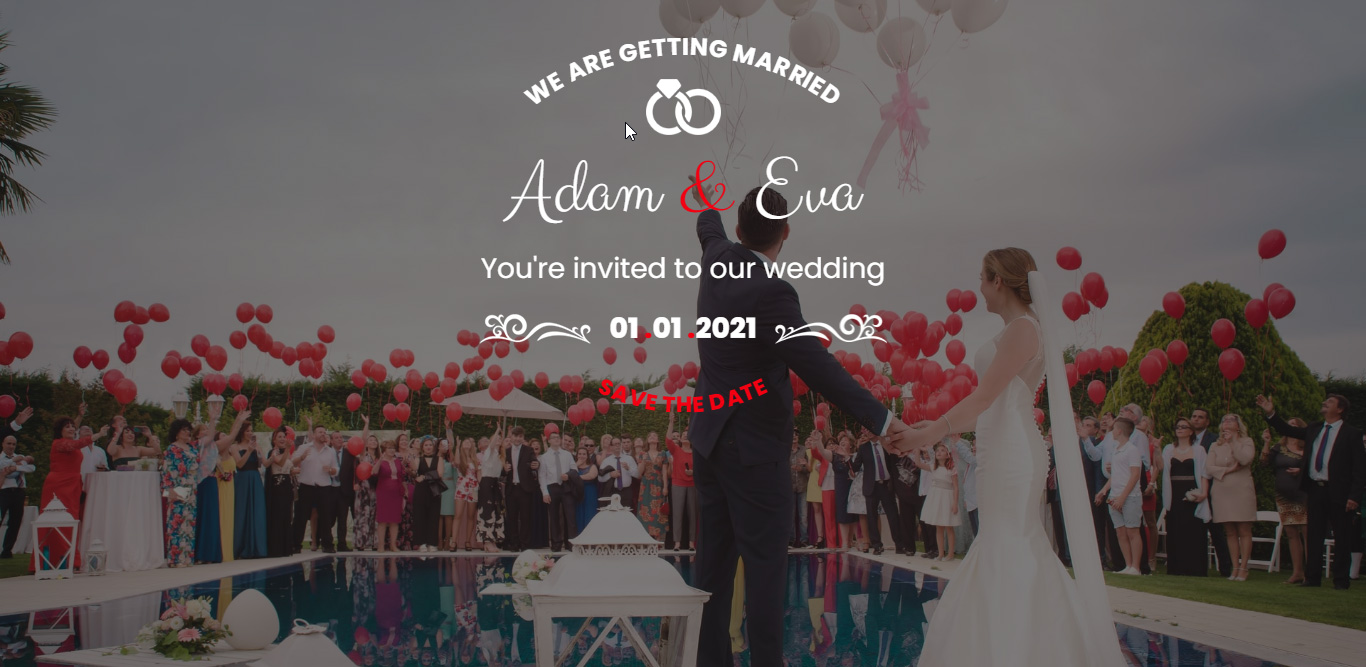 WE ARE GETTING MARRIED
Adam & Eva
You're invited to our wedding
01.01.2021
SAVE THE DATE